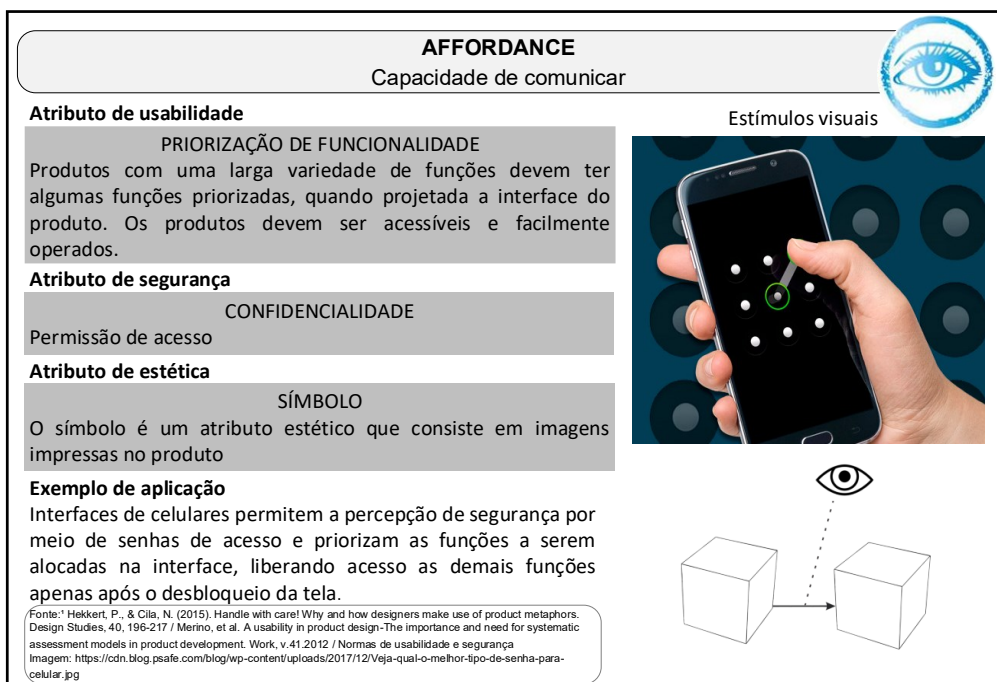 AFFORDANCE
Capacidade de comunicar
Atributo de usabilidade
PRIORIZAÇÃO DE FUNCIONALIDADE
Produtos com uma larga variedade de funções devem ter
algumas funções priorizadas, quando projetada a interface do
produto. Os produtos devem ser acessíveis e facilmente
operados.
Atributo de segurança
CONFIDENCIALIDADE
Permissão de acesso
Atributo de estética
SÍMBOLO
O símbolo é um atributo estético que consiste em imagens
impressas no produto
Exemplo de aplicação
Interfaces de celulares permitem a percepção de segurança por
meio de senhas de acesso e priorizam as funções a serem
alocadas na interface, liberando acesso as demais funções
apenas após o desbloqueio da tela.
Fonte:¹ Hekkert, P., & Cila, N. (2015). Handle with care! Why and how designers make use of product metaphors.
Design Studies, 40, 196-217 / Merino, et al. A usability in product design-The importance and need for systematic
assessment models in product development. Work, v.41.2012 / Normas de usabilidade e segurança
Imagem: https://cdn.blog.psafe.com/blog/wp-content/uploads/2017/12/Veja-qual-o-melhor-tipo-de-senha-para-
celular.jpg
Estímulos visuais